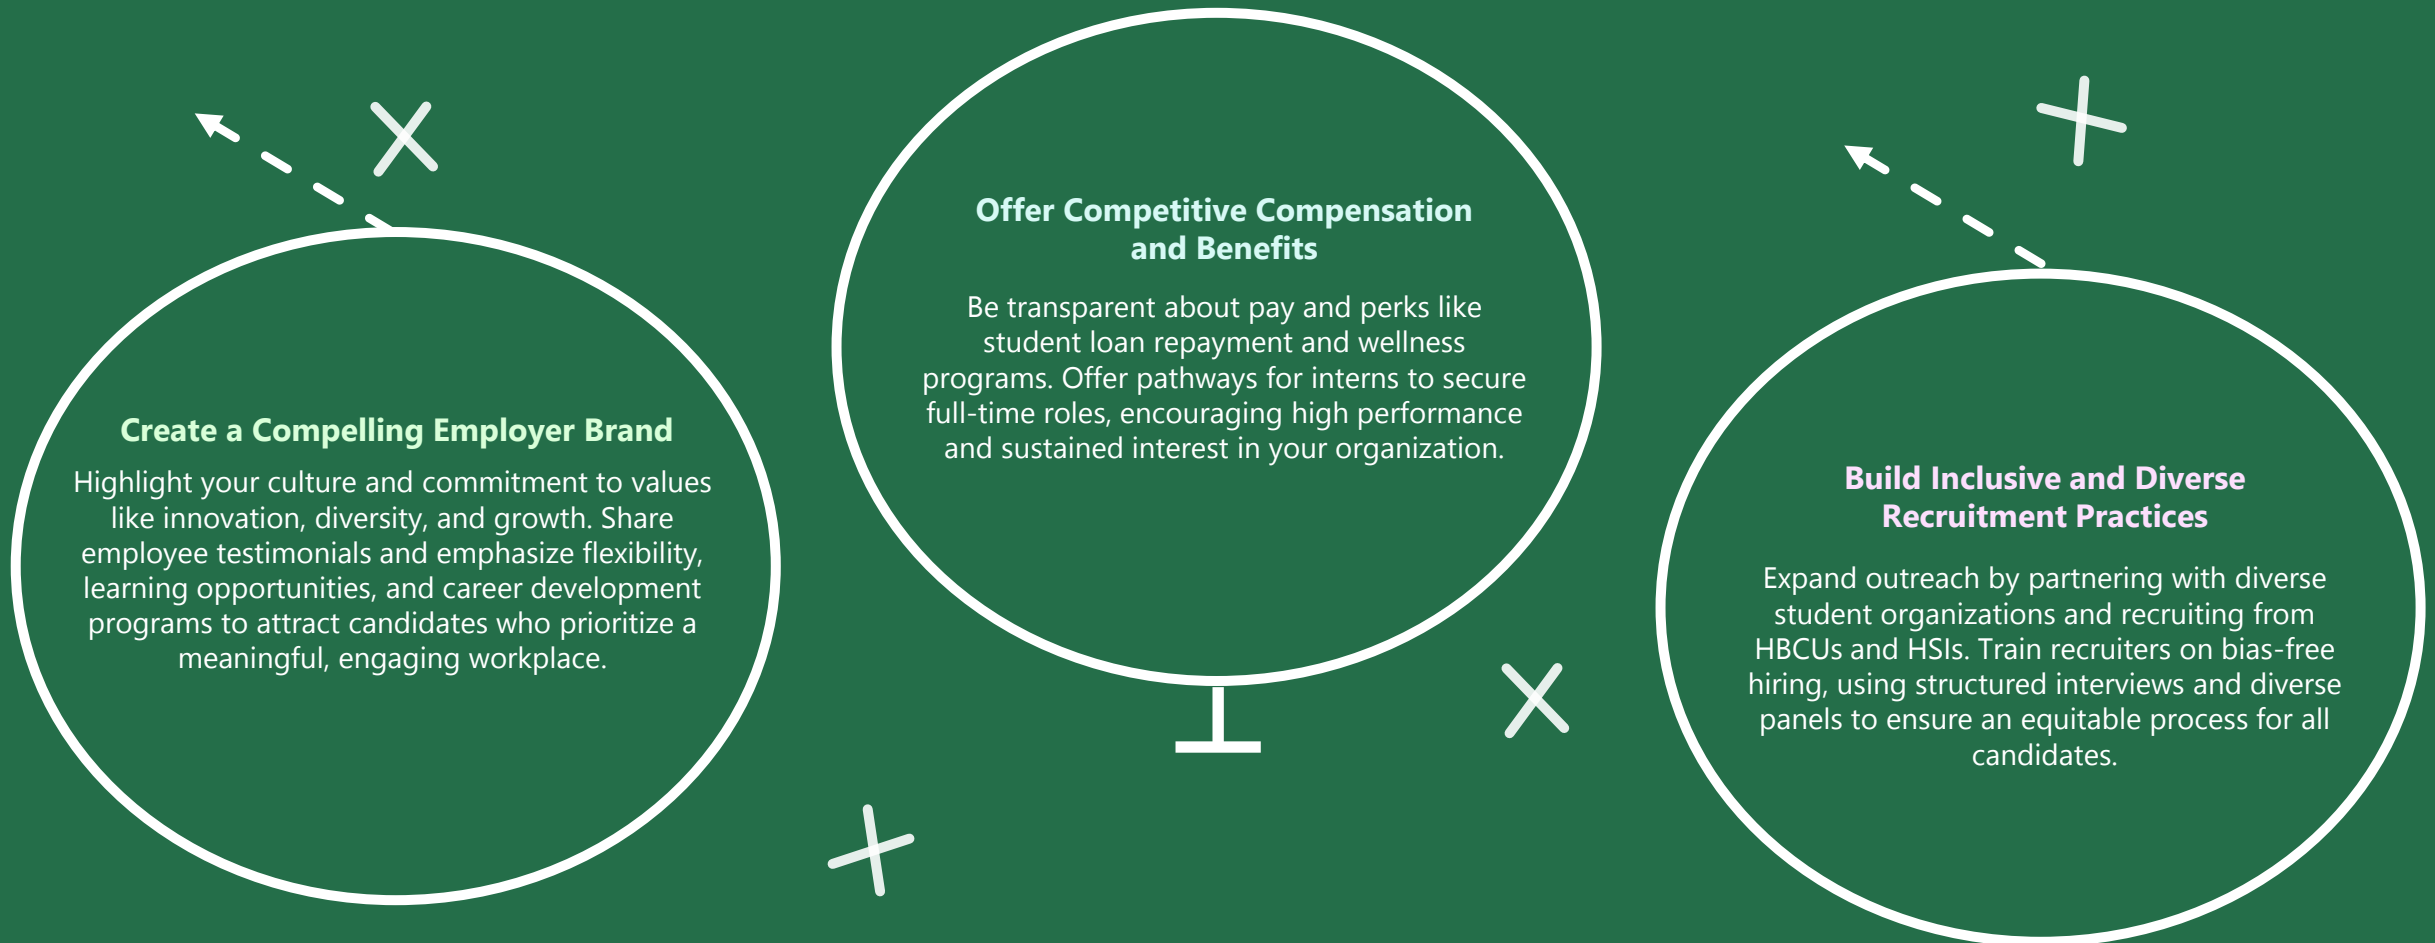 Create a Compelling Employer Brand
Highlight your culture and commitment to values
like innovation, diversity, and growth. Share
employee testimonials and emphasize flexibility,
learning opportunities, and career development
programs to attract candidates who prioritize a
meaningful, engaging workplace.
Offer Competitive Compensation
and Benefits
Be transparent about pay and perks like
student loan repayment and wellness
programs. Offer pathways for interns to secure
full-time roles, encouraging high performance
and sustained interest in your organization.
Build Inclusive and Diverse
Recruitment Practices
Expand outreach by partnering with diverse
student organizations and recruiting from
HBCUs and HSIs. Train recruiters on bias-free
hiring, using structured interviews and diverse
panels to ensure an equitable process for all
candidates.